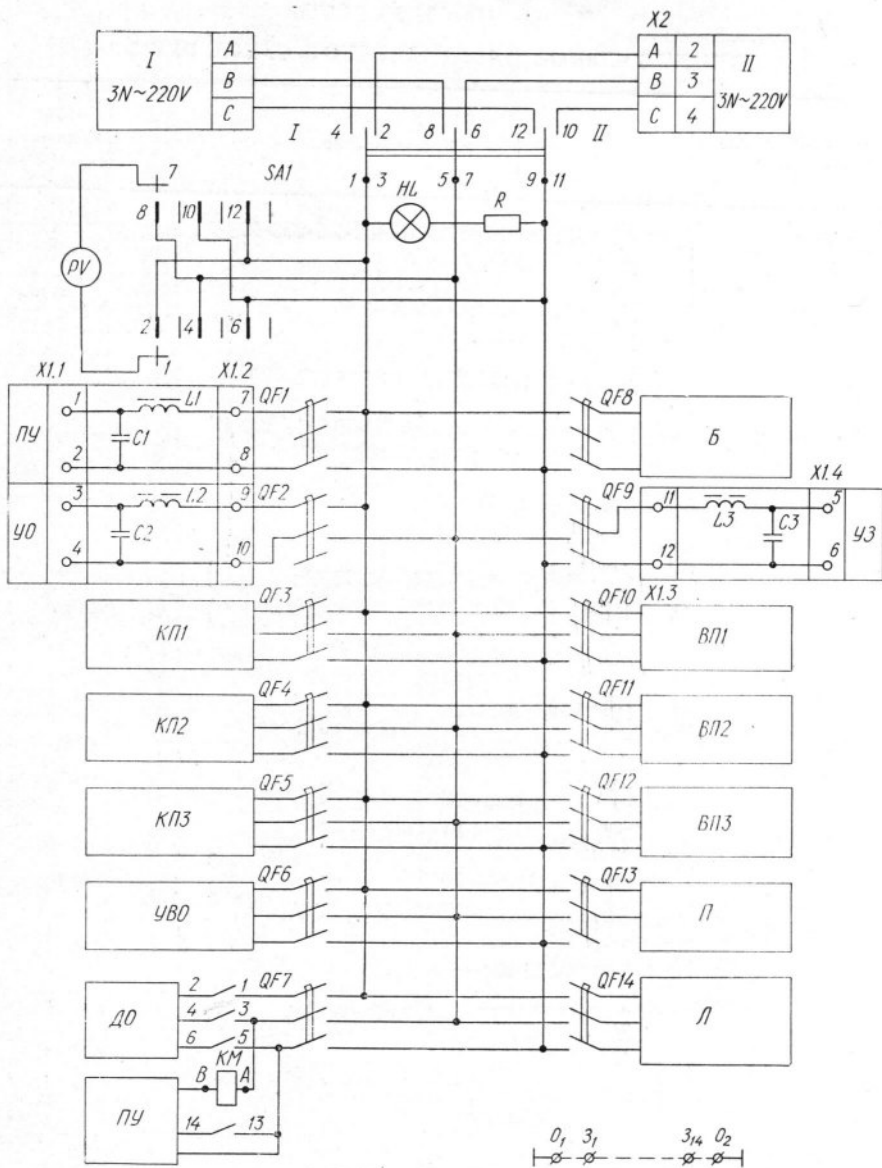 X2
I
3N~220V
A
B
C
A 2
B 3
C 4
II
3N~220V
I 4 2 8 6 12 10 II
SA1
7
8 10 12
1 3 5 7 9 11
HL R
PV
2 4 6
1
X1.1 X1.2
ПУ
1 L1 7 QF1
C1
2 8
QF8 Б
УО
3 L2 9 QF2
C2
4 10
QF9 11 L3 C3 5
X1.4
УЗ
12 6
X1.3
КП1 QF3 QF10 ВП1
КП2 QF4 QF11 ВП2
КП3 QF5 QF12 ВП3
УВО QF6 QF13 П
ДО
2 1 QF7
4 3
6 5
QF14 Л
KM
B A
ПУ
14 13
O1 З1 З14 O2